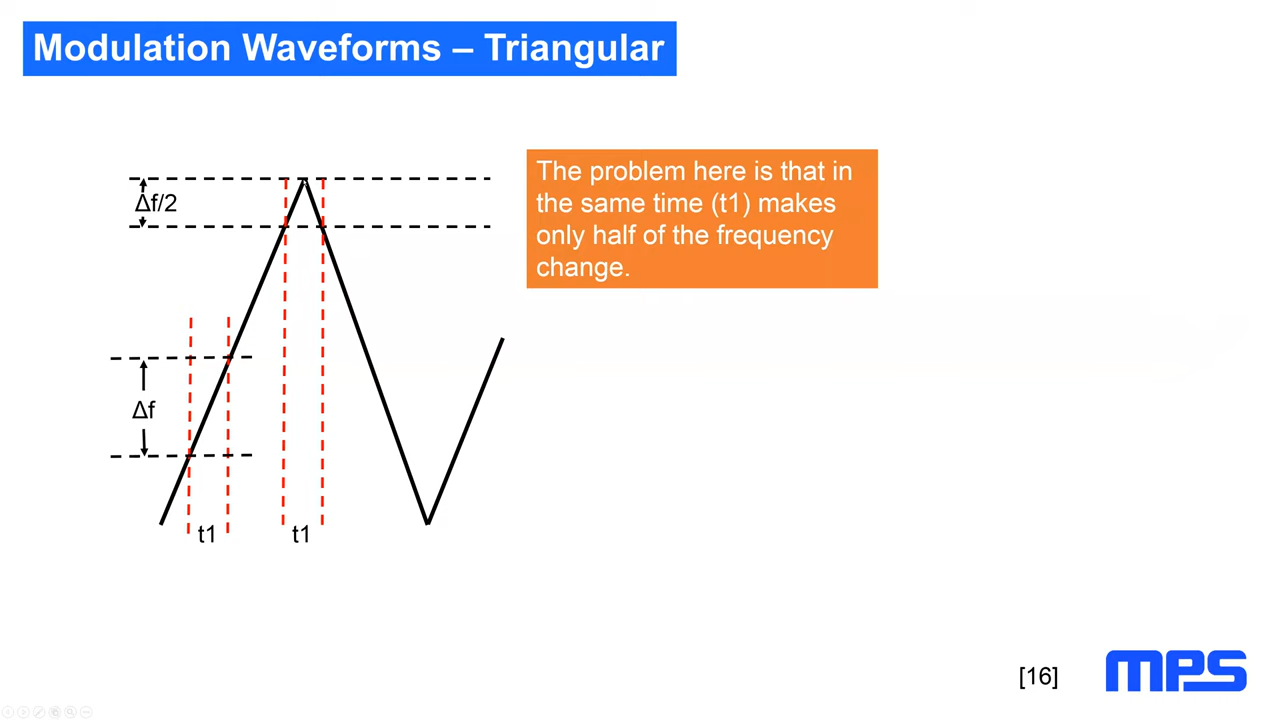 Modulation Waveforms – Triangular
The problem here is that in
the same time (t1) makes
only half of the frequency
change.
Δf/2
Δf
t1
t1
[16]
mPS